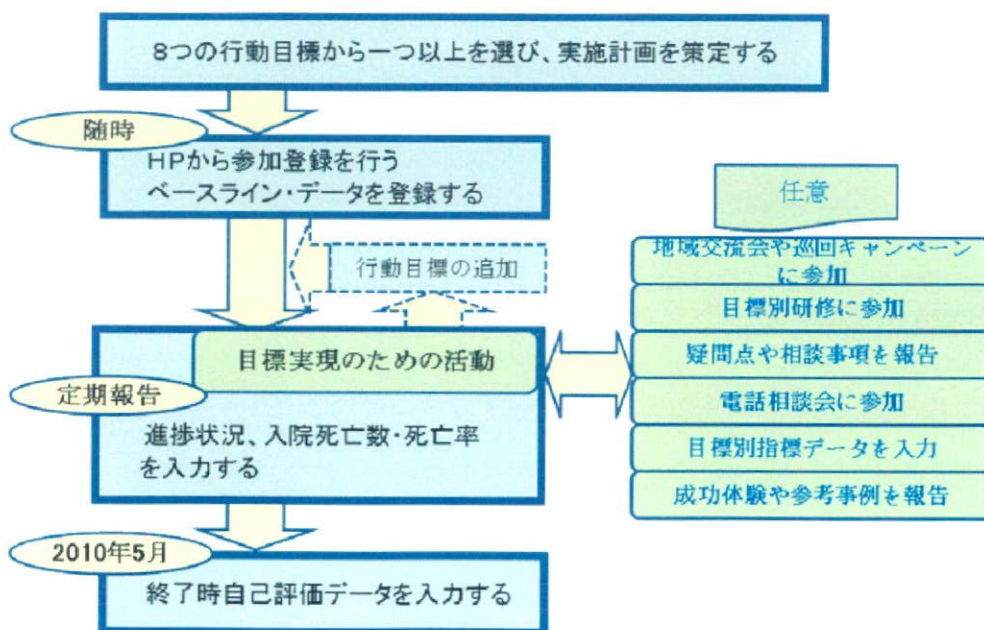 8つの行動目標から一つ以上を選び、実施計画を策定する
随時
HPから参加登録を行う
ベースライン・データを登録する
行動目標の追加
目標実現のための活動
定期報告
進捗状況、入院死亡数・死亡率
を入力する
2010年5月
終了時自己評価データを入力する
任意
地域交流会や巡回キャンペーン
に参加
目標別研修に参加
疑問点や相談事項を報告
電話相談会に参加
目標別指標データを入力
成功体験や参考事例を報告